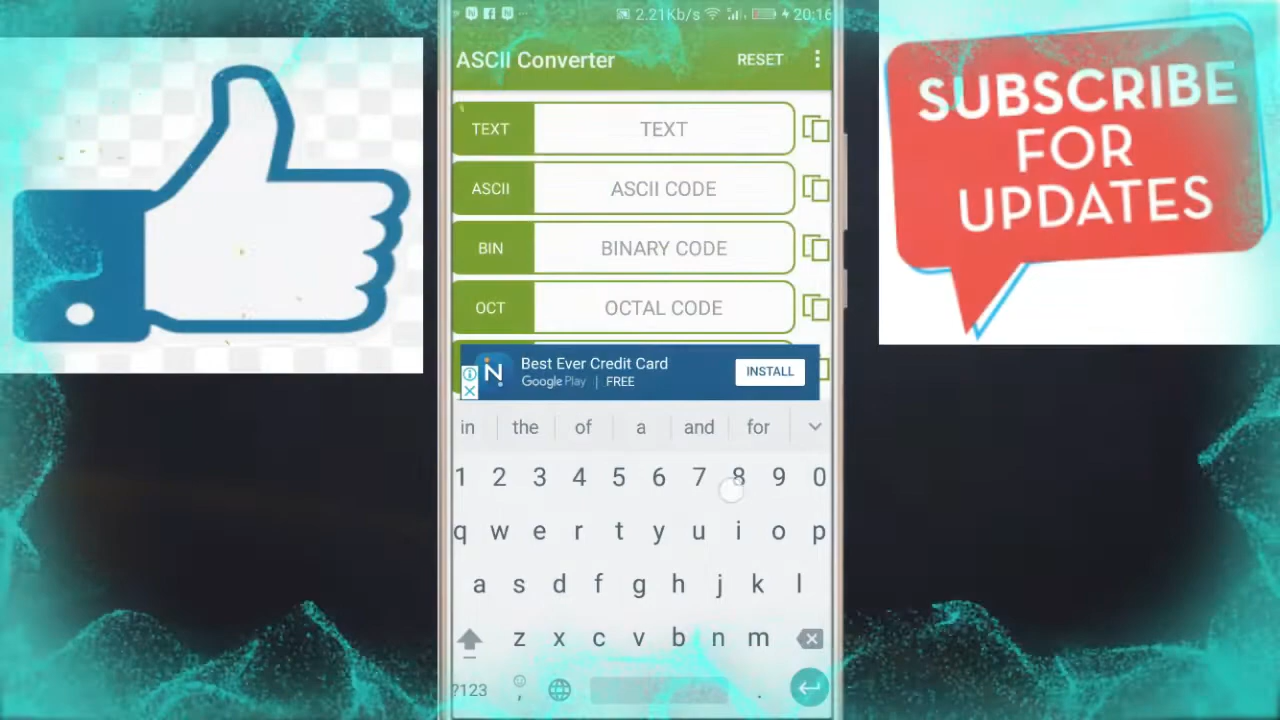 2.21Kb/s 20:16
ASCII Converter RESET
TEXT TEXT
ASCII ASCII CODE
BIN BINARY CODE
OCT OCTAL CODE
N Best Ever Credit Card
Google Play | FREE
INSTALL
in the of a and for
1 2 3 4 5 6 7 8 9 0
q w e r t y u i o p
a s d f g h j k l
z x c v b n m
?123 , .
SUBSCRIBE
FOR
UPDATES